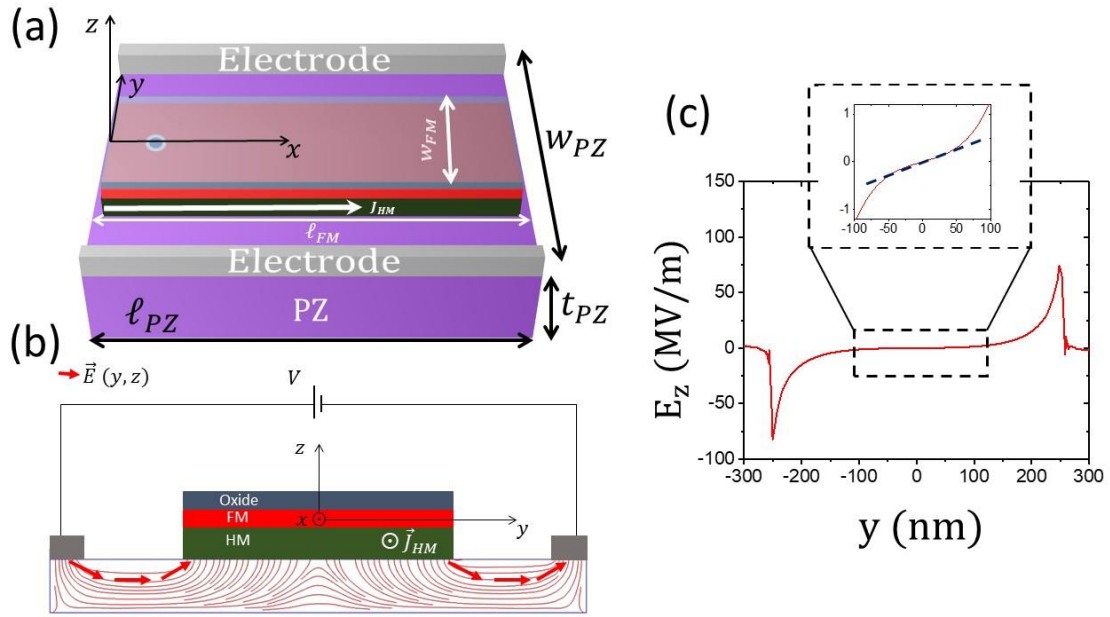 (a)
z
y
x
Electrode
w_FM
w_PZ
J_HM
ℓ_FM
Electrode
PZ
ℓ_PZ
t_PZ
(b)
E⃗ (y, z)
V
z
Oxide
FM
x
y
HM
J⃗_HM
(c)
1
0
-1
-100 -50 0 50 100
150
100
50
0
-50
-100
-300 -200 -100 0 100 200 300
E_z (MV/m)
y (nm)